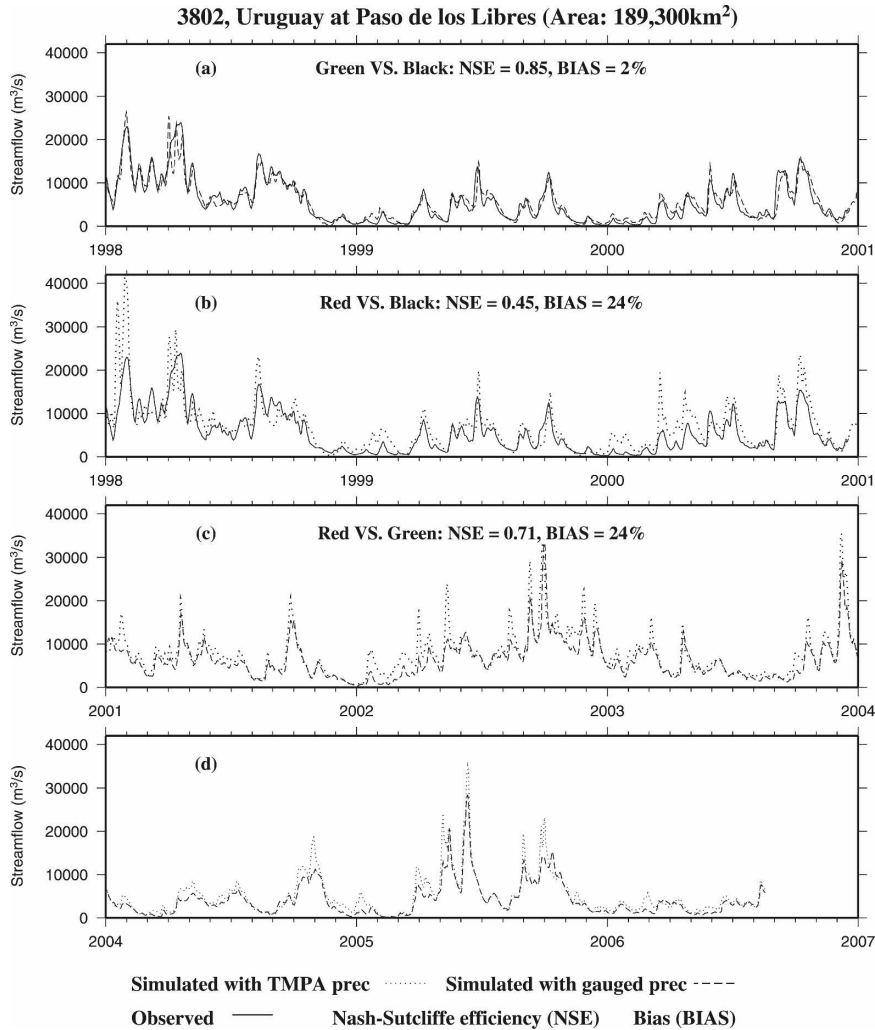 3802, Uruguay at Paso de los Libres (Area: 189,300km²)
(a)
Green VS. Black: NSE = 0.85, BIAS = 2%
Streamflow (m³/s)
40000
30000
20000
10000
0
1998 1999 2000 2001
(b)
Red VS. Black: NSE = 0.45, BIAS = 24%
Streamflow (m³/s)
40000
30000
20000
10000
0
1998 1999 2000 2001
(c)
Red VS. Green: NSE = 0.71, BIAS = 24%
Streamflow (m³/s)
40000
30000
20000
10000
0
2001 2002 2003 2004
(d)
Streamflow (m³/s)
40000
30000
20000
10000
0
2004 2005 2006 2007
Simulated with TMPA prec Simulated with gauged prec
Observed Nash-Sutcliffe efficiency (NSE) Bias (BIAS)